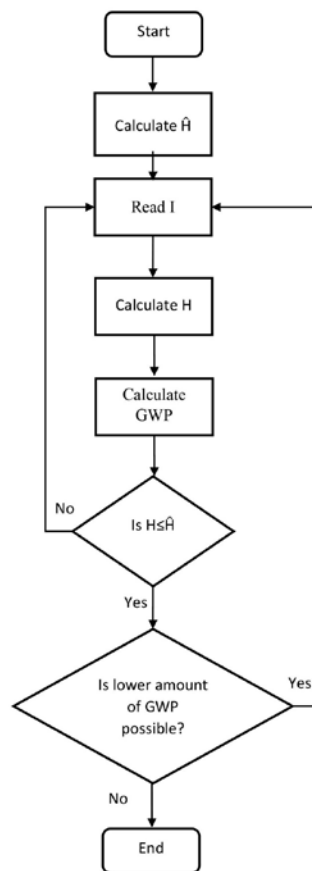 Start
Calculate Ĥ
Read I
Calculate H
Calculate
GWP
Is H≤Ĥ
No
Yes
Is lower amount
of GWP
possible?
Yes
No
End